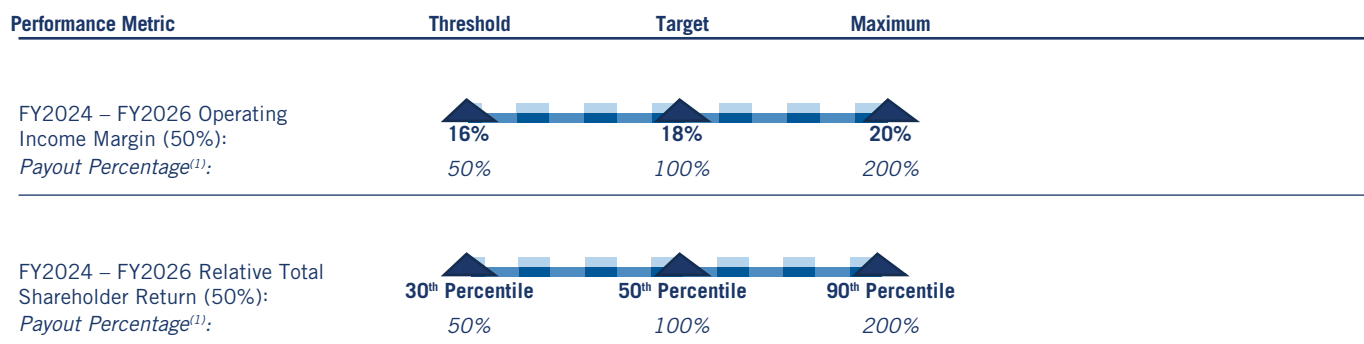 Performance Metric Threshold Target Maximum
FY2024 – FY2026 Operating
Income Margin (50%):
16% 18% 20%
Payout Percentage(1): 50% 100% 200%
FY2024 – FY2026 Relative Total
Shareholder Return (50%):
30th Percentile 50th Percentile 90th Percentile
Payout Percentage(1): 50% 100% 200%